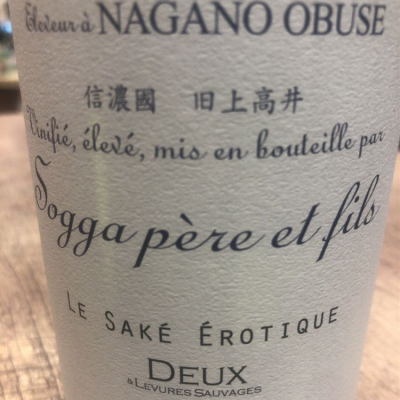 Eleveur à NAGANO OBUSE
信濃國 旧上高井
Vinifié, élevé, mis en bouteille par
Sogga père et fils
LE SAKÉ ÉROTIQUE
DEUX
à LEVURES SAUVAGES